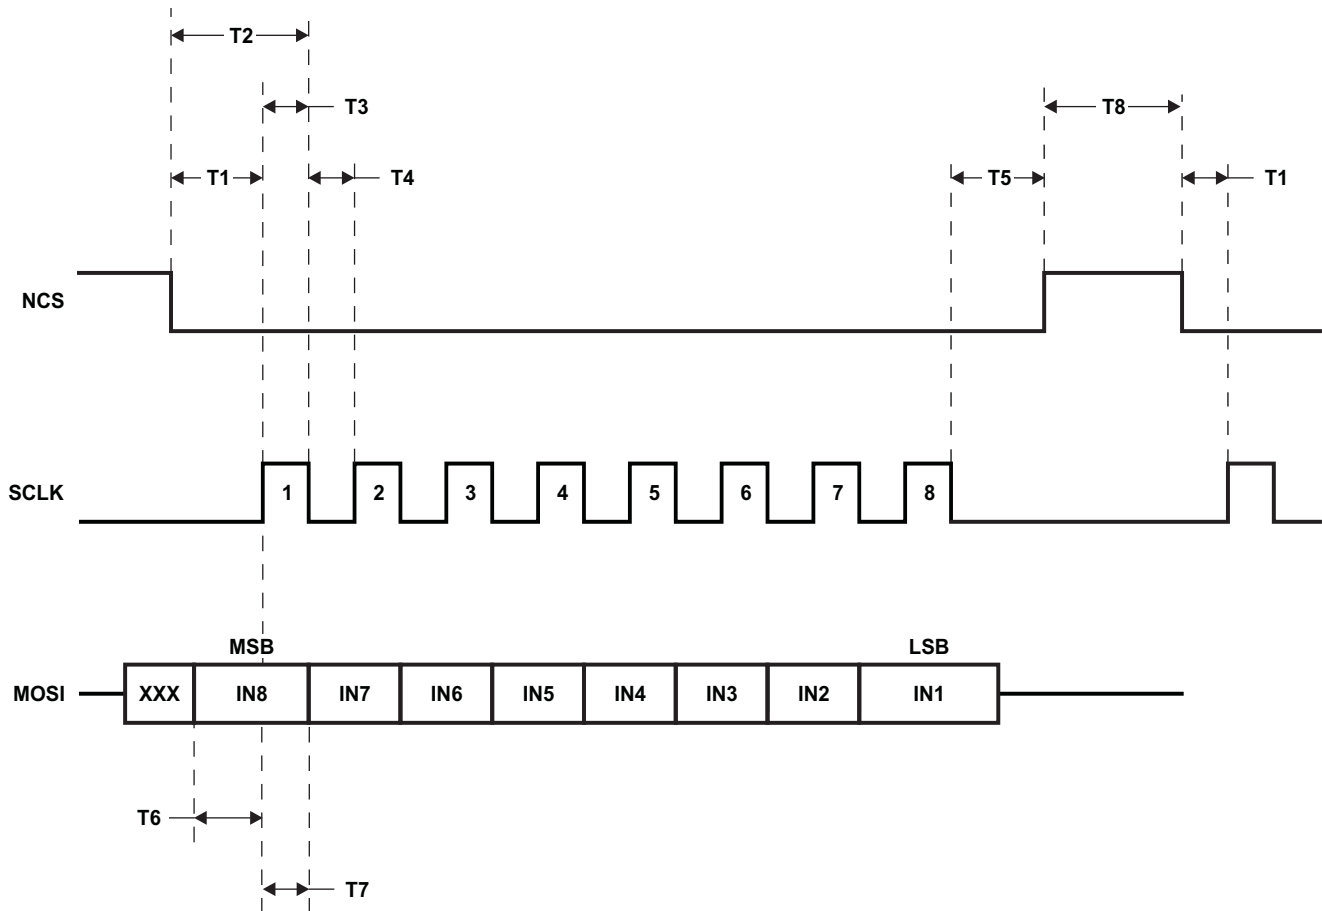 T2
T3
T8
T1
T4
T5
T1
NCS
SCLK
1 2 3 4 5 6 7 8
MSB
LSB
MOSI
XXX IN8 IN7 IN6 IN5 IN4 IN3 IN2 IN1
T6
T7